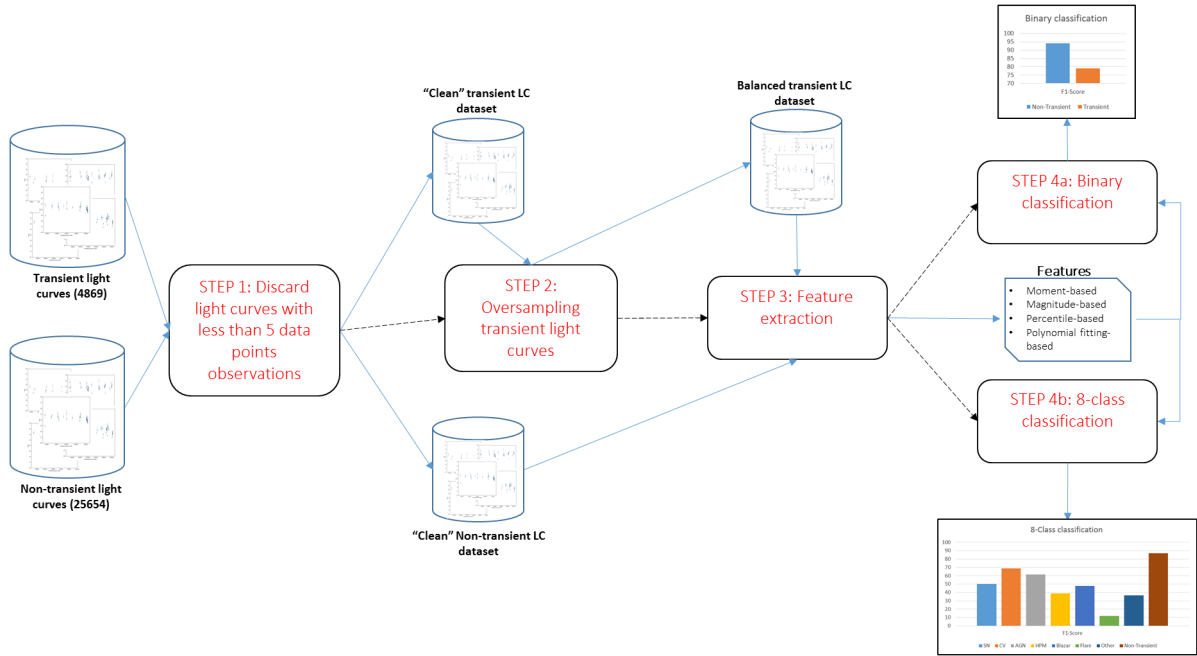 Transient light
curves (4869)
Non-transient light
curves (25654)
STEP 1: Discard
light curves with
less than 5 data
points
observations
“Clean” transient LC
dataset
STEP 2:
Oversampling
transient light
curves
“Clean” Non-transient LC
dataset
Balanced transient LC
dataset
STEP 3: Feature
extraction
Binary classification
100
95
90
85
80
75
70
F1-Score
Non-Transient Transient
STEP 4a: Binary
classification
Features
• Moment-based
• Magnitude-based
• Percentile-based
• Polynomial fitting-
based
STEP 4b: 8-class
classification
8-Class classification
100
90
80
70
60
50
40
30
20
10
0
F1-Score
SN CV AGN HPM Blazar Flare Other Non-Transient